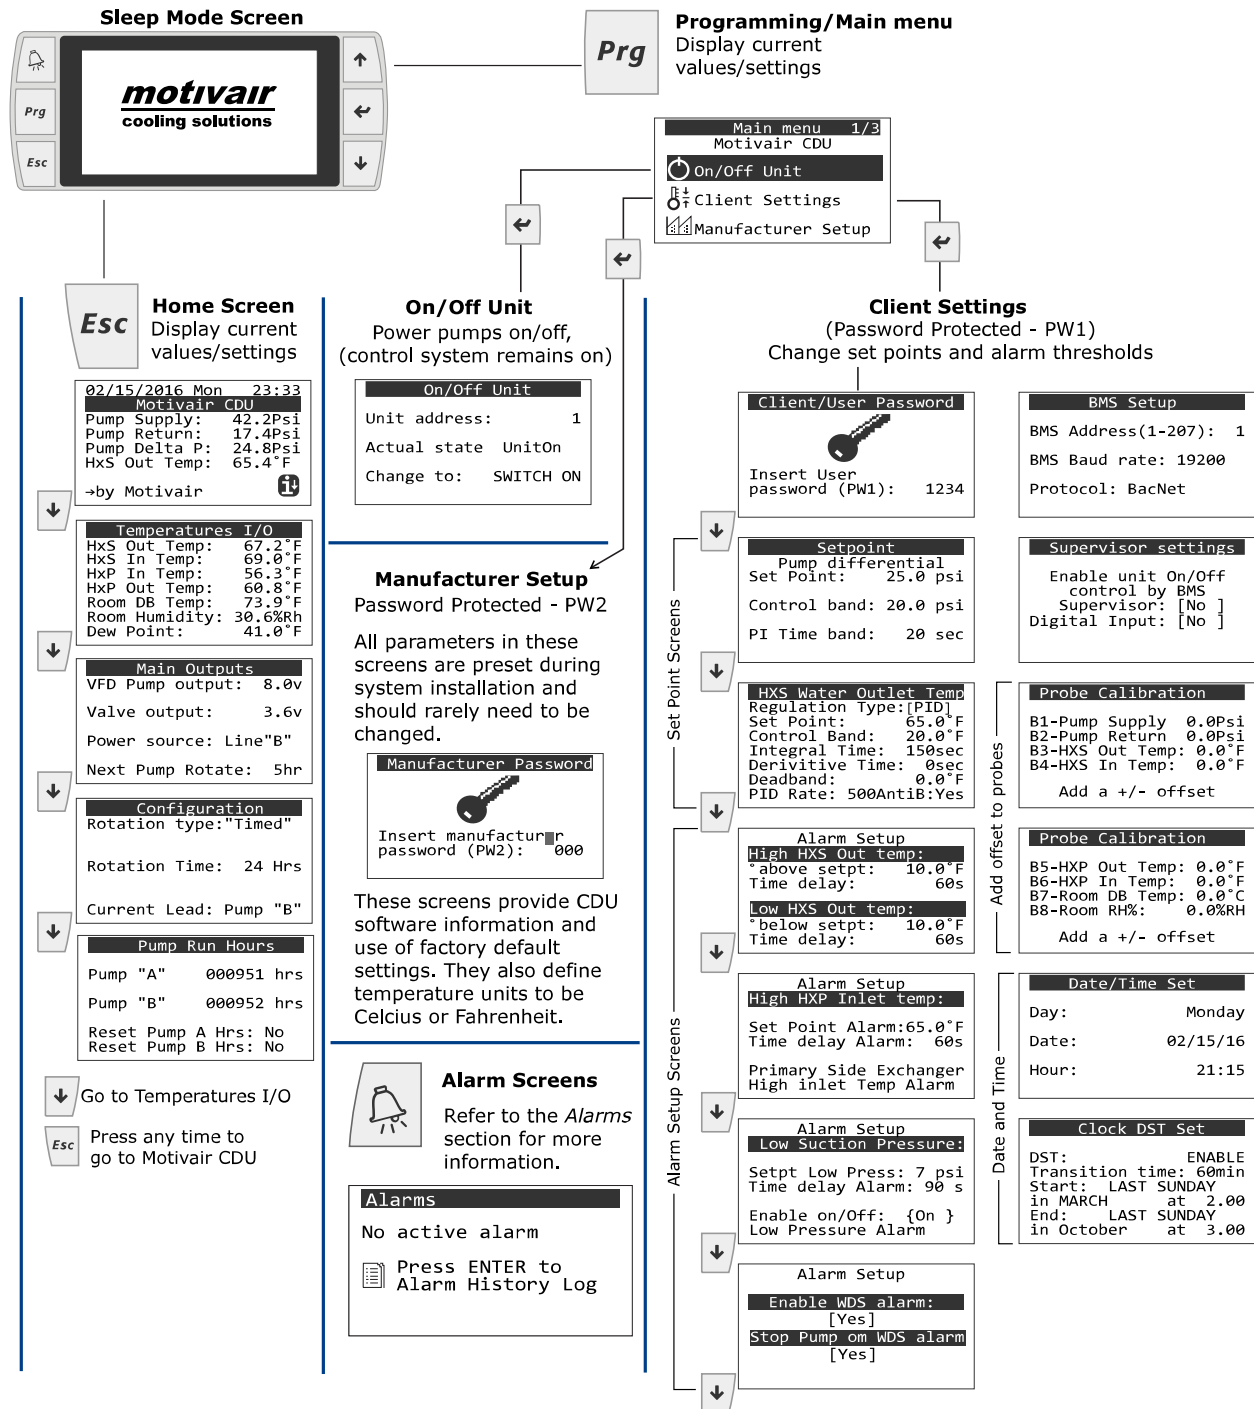 Sleep Mode Screen
Prg
Esc
motivair
cooling solutions
Prg
Programming/Main menu
Display current
values/settings
Main menu 1/3
Motivair CDU
On/Off Unit
Client Settings
Manufacturer Setup
Esc
Home Screen
Display current
values/settings
02/15/2016 Mon 23:33
Motivair CDU
Pump Supply: 42.2Psi
Pump Return: 17.4Psi
Pump Delta P: 24.8Psi
HxS Out Temp: 65.4°F
→by Motivair
Temperatures I/O
HxS Out Temp: 67.2°F
HxS In Temp: 69.0°F
HxP In Temp: 56.3°F
HxP Out Temp: 60.8°F
Room DB Temp: 73.9°F
Room Humidity: 30.6%Rh
Dew Point: 41.0°F
Main Outputs
VFD Pump output: 8.0v
Valve output: 3.6v
Power source: Line"B"
Next Pump Rotate: 5hr
Configuration
Rotation type:"Timed"
Rotation Time: 24 Hrs
Current Lead: Pump "B"
Pump Run Hours
Pump "A" 000951 hrs
Pump "B" 000952 hrs
Reset Pump A Hrs: No
Reset Pump B Hrs: No
Go to Temperatures I/O
Esc
Press any time to
go to Motivair CDU
On/Off Unit
Power pumps on/off,
(control system remains on)
On/Off Unit
Unit address: 1
Actual state UnitOn
Change to: SWITCH ON
Manufacturer Setup
Password Protected - PW2
All parameters in these
screens are preset during
system installation and
should rarely need to be
changed.
Manufacturer Password
Insert manufactur r
password (PW2): 000
These screens provide CDU
software information and
use of factory default
settings. They also define
temperature units to be
Celcius or Fahrenheit.
Alarm Screens
Refer to the Alarms
section for more
information.
Alarms
No active alarm
Press ENTER to
Alarm History Log
Client Settings
(Password Protected - PW1)
Change set points and alarm thresholds
Client/User Password
Insert User
password (PW1): 1234
Set Point Screens
Setpoint
Pump differential
Set Point: 25.0 psi
Control band: 20.0 psi
PI Time band: 20 sec
HXS Water Outlet Temp
Regulation Type:[PID]
Set Point: 65.0°F
Control Band: 20.0°F
Integral Time: 150sec
Derivitive Time: 0sec
Deadband: 0.0°F
PID Rate: 500AntiB:Yes
Alarm Setup Screens
Alarm Setup
High HXS Out temp:
°above setpt: 10.0°F
Time delay: 60s
Low HXS Out temp:
°below setpt: 10.0°F
Time delay: 60s
Alarm Setup
High HXP Inlet temp:
Set Point Alarm:65.0°F
Time delay Alarm: 60s
Primary Side Exchanger
High inlet Temp Alarm
Alarm Setup
Low Suction Pressure:
Setpt Low Press: 7 psi
Time delay Alarm: 90 s
Enable on/Off: {On }
Low Pressure Alarm
Alarm Setup
Enable WDS alarm:
[Yes]
Stop Pump om WDS alarm
[Yes]
BMS Setup
BMS Address(1-207): 1
BMS Baud rate: 19200
Protocol: BacNet
Supervisor settings
Enable unit On/Off
control by BMS
Supervisor: [No ]
Digital Input: [No ]
Add offset to probes
Probe Calibration
B1-Pump Supply 0.0Psi
B2-Pump Return 0.0Psi
B3-HXS Out Temp: 0.0°F
B4-HXS In Temp: 0.0°F
Add a +/- offset
Probe Calibration
B5-HXP Out Temp: 0.0°F
B6-HXP In Temp: 0.0°F
B7-Room DB Temp: 0.0°C
B8-Room RH%: 0.0%RH
Add a +/- offset
Date and Time
Date/Time Set
Day: Monday
Date: 02/15/16
Hour: 21:15
Clock DST Set
DST: ENABLE
Transition time: 60min
Start: LAST SUNDAY
in MARCH at 2.00
End: LAST SUNDAY
in October at 3.00